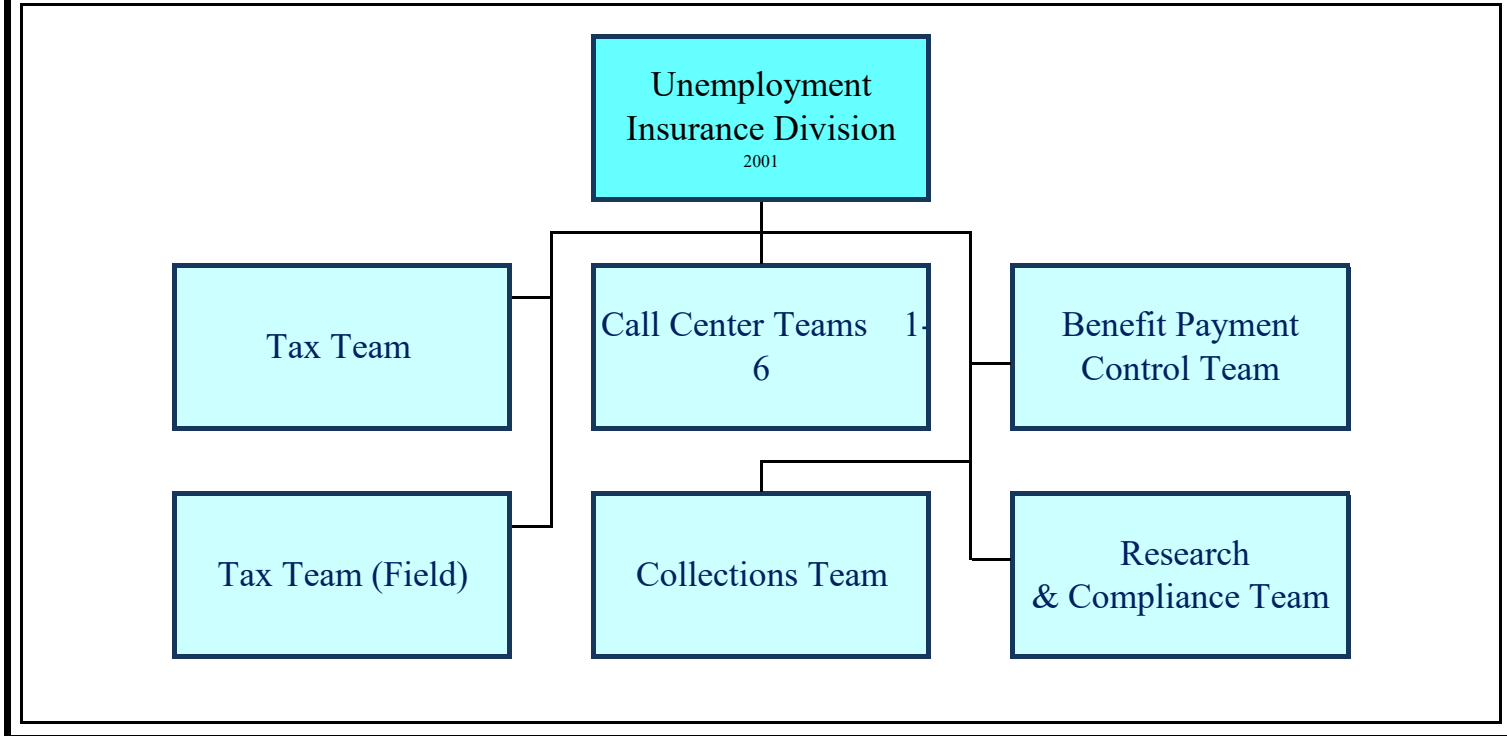 Unemployment
Insurance Division
2001
Tax Team
Call Center Teams 1-
6
Benefit Payment
Control Team
Tax Team (Field)
Collections Team
Research
& Compliance Team